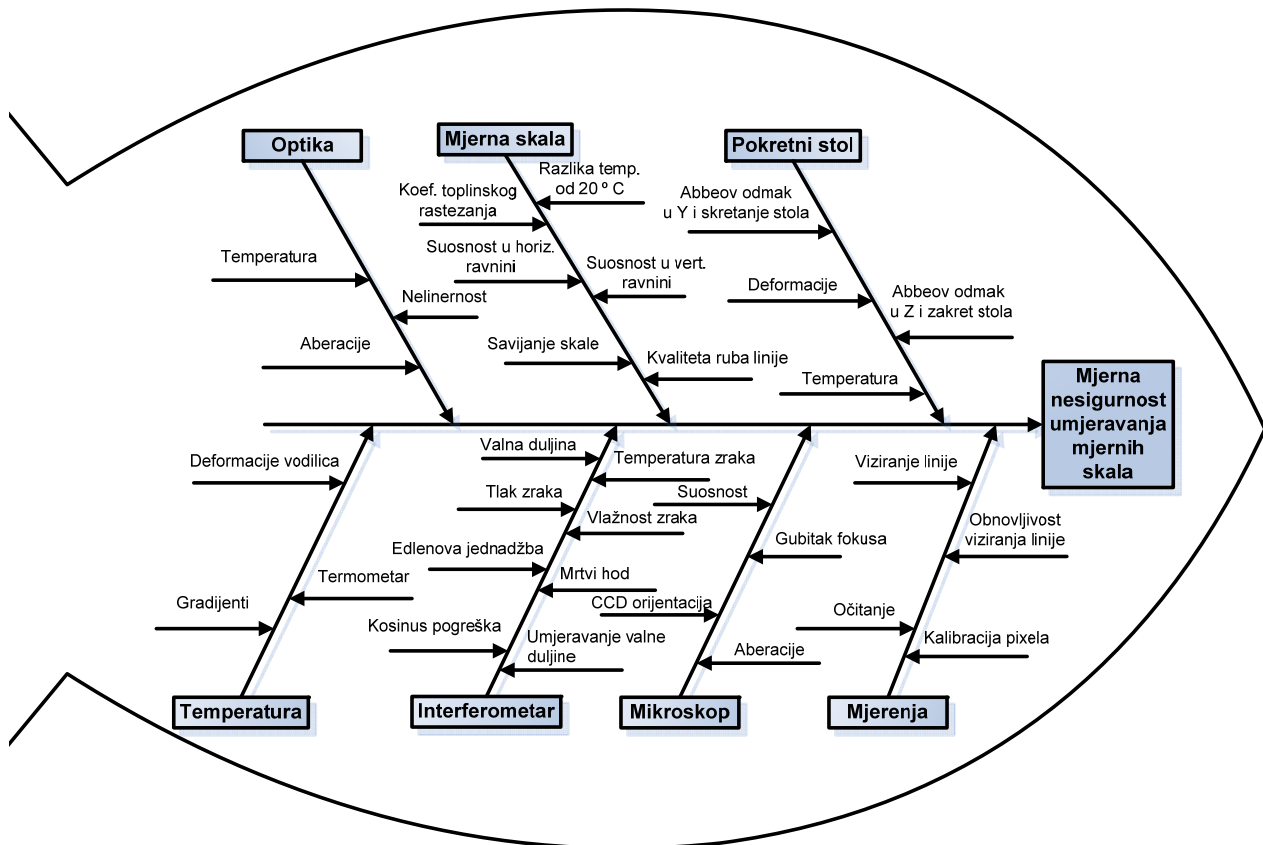 Optika
Temperatura
Nelinernost
Aberacije
Mjerna skala
Razlika temp.
od 20 º C
Koef. toplinskog
rastezanja
Suosnost u horiz.
ravnini
Suosnost u vert.
ravnini
Savijanje skale
Kvaliteta ruba linije
Pokretni stol
Abbeov odmak
u Y i skretanje stola
Deformacije
Abbeov odmak
u Z i zakret stola
Temperatura
Mjerna
nesigurnost
umjeravanja
mjernih
skala
Deformacije vodilica
Termometar
Gradijenti
Temperatura
Valna duljina
Temperatura zraka
Tlak zraka
Vlažnost zraka
Edlenova jednadžba
Mrtvi hod
Kosinus pogreška
Umjeravanje valne
duljine
Interferometar
Suosnost
Gubitak fokusa
CCD orijentacija
Aberacije
Mikroskop
Viziranje linije
Obnovljivost
viziranja linije
Očitanje
Kalibracija pixela
Mjerenja